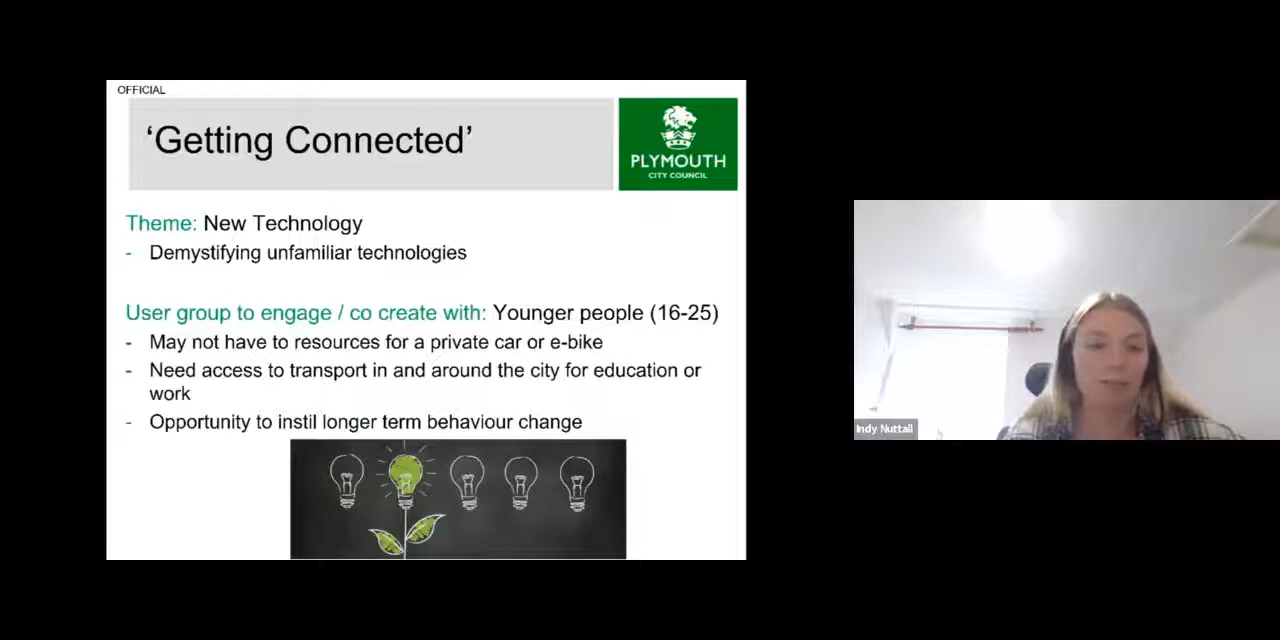 OFFICIAL
‘Getting Connected’
PLYMOUTH
CITY COUNCIL
Theme: New Technology
- Demystifying unfamiliar technologies
User group to engage / co create with: Younger people (16-25)
- May not have to resources for a private car or e-bike
- Need access to transport in and around the city for education or
work
- Opportunity to instil longer term behaviour change
Indy Nuttall